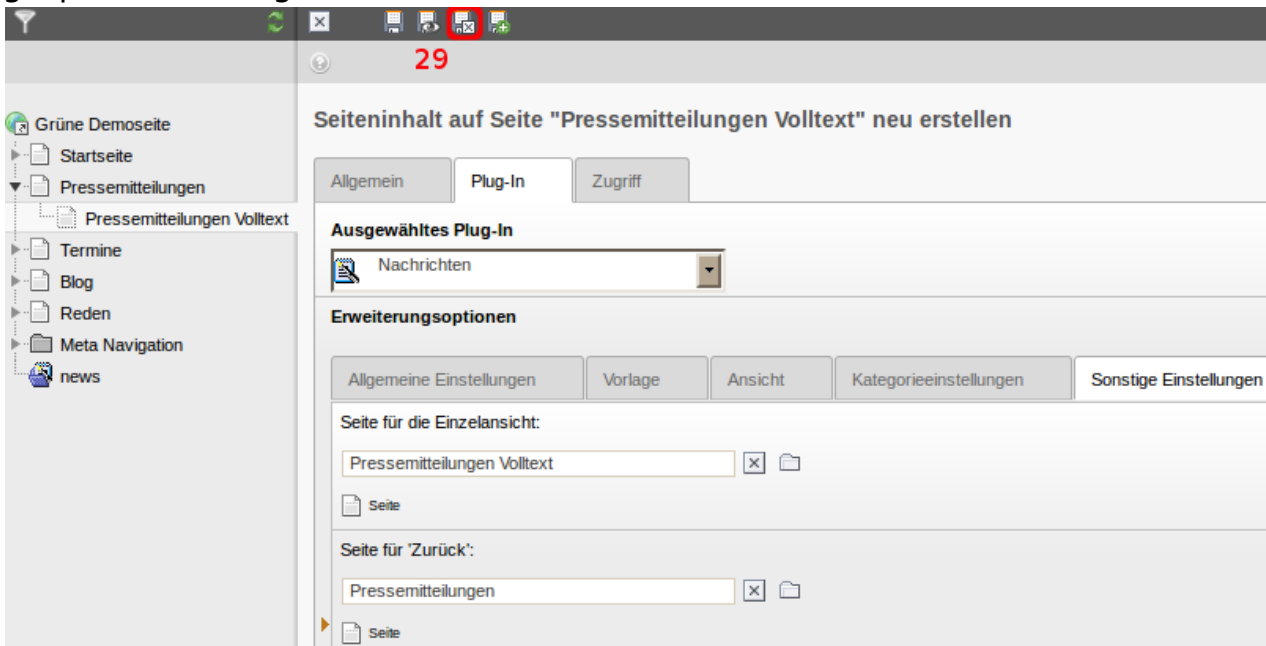 29
Grüne Demoseite
Startseite
Pressemitteilungen
Pressemitteilungen Volltext
Termine
Blog
Reden
Meta Navigation
news
Seiteninhalt auf Seite "Pressemitteilungen Volltext" neu erstellen
Allgemein Plug-In Zugriff
Ausgewähltes Plug-In
Nachrichten
Erweiterungsoptionen
Allgemeine Einstellungen Vorlage Ansicht Kategorieeinstellungen Sonstige Einstellungen
Seite für die Einzelansicht:
Pressemitteilungen Volltext
Seite
Seite für 'Zurück':
Pressemitteilungen
Seite